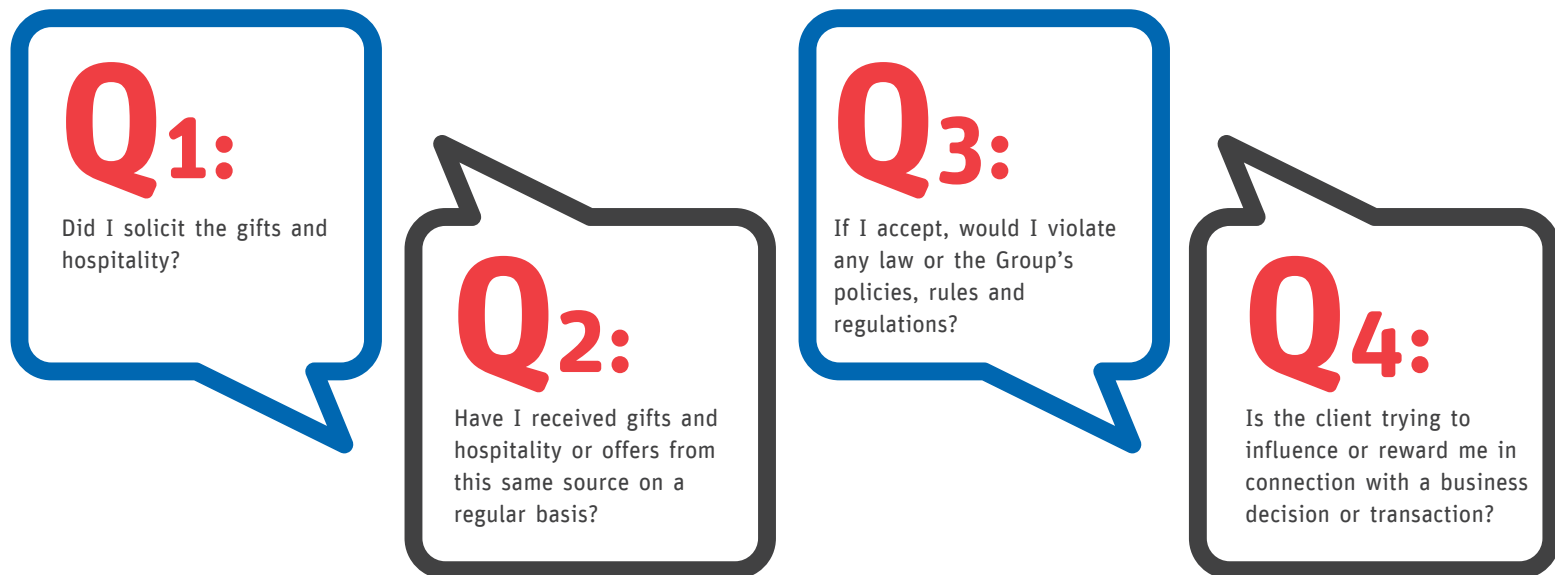 Q1:
Did I solicit the gifts and
hospitality?
Q2:
Have I received gifts and
hospitality or offers from
this same source on a
regular basis?
Q3:
If I accept, would I violate
any law or the Group’s
policies, rules and
regulations?
Q4:
Is the client trying to
influence or reward me in
connection with a business
decision or transaction?